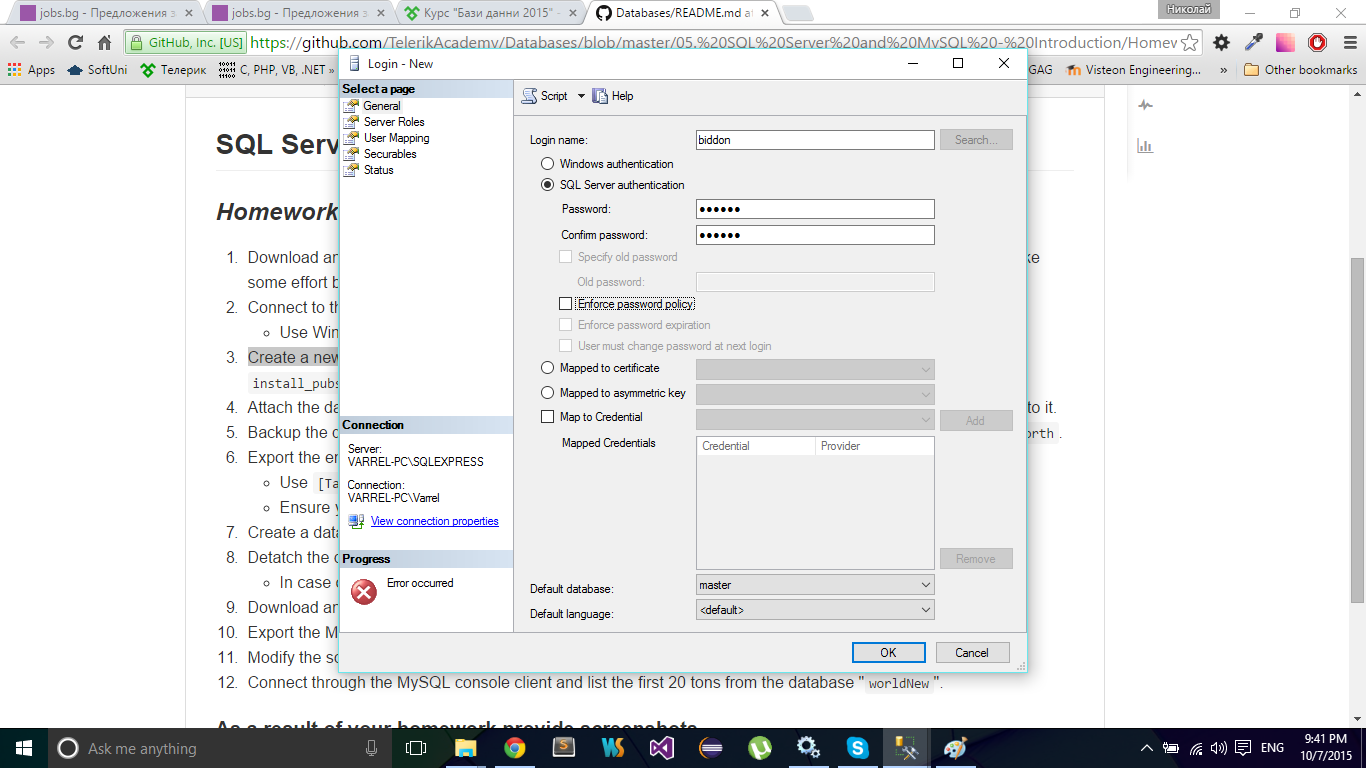 jobs.bg - Предложения з
jobs.bg - Предложения з
Курс "Бази данни 2015" -
Databases/README.md at
Николай
GitHub, Inc. [US]
https://github.com/TelerikAcademy/Databases/blob/master/05.%20SQL%20Server%20and%20MySQL%20-%20Introduction/Homew
Apps
SoftUni
Телерик
C, PHP, VB, .NET
»
GAG
Visteon Engineering...
»
Other bookmarks
Login - New
Select a page
General
Server Roles
User Mapping
Securables
Status
Connection
Server:
VARREL-PC\SQLEXPRESS
Connection:
VARREL-PC\Varrel
View connection properties
Progress
Error occurred
Script
Help
Login name:
biddon
Search...
Windows authentication
SQL Server authentication
Password:
●●●●●●
Confirm password:
●●●●●●
Specify old password
Old password:
Enforce password policy
Enforce password expiration
User must change password at next login
Mapped to certificate
Mapped to asymmetric key
Map to Credential
Add
Mapped Credentials
Credential Provider
Remove
Default database:
master
Default language:
<default>
OK
Cancel
SQL Serv
Homework
1. Download an
ke
some effort b
2. Connect to th
Use Win
3. Create a new
install_pubs
4. Attach the da
to it.
5. Backup the d
orth .
6. Export the en
Use [Ta
Ensure y
7. Create a data
8. Detatch the d
In case o
9. Download an
10. Export the M
11. Modify the sc
12. Connect through the MySQL console client and list the first 20 tons from the database " worldNew ".
As a result of your homework provide screenshots
Ask me anything
ENG
9:41 PM
10/7/2015